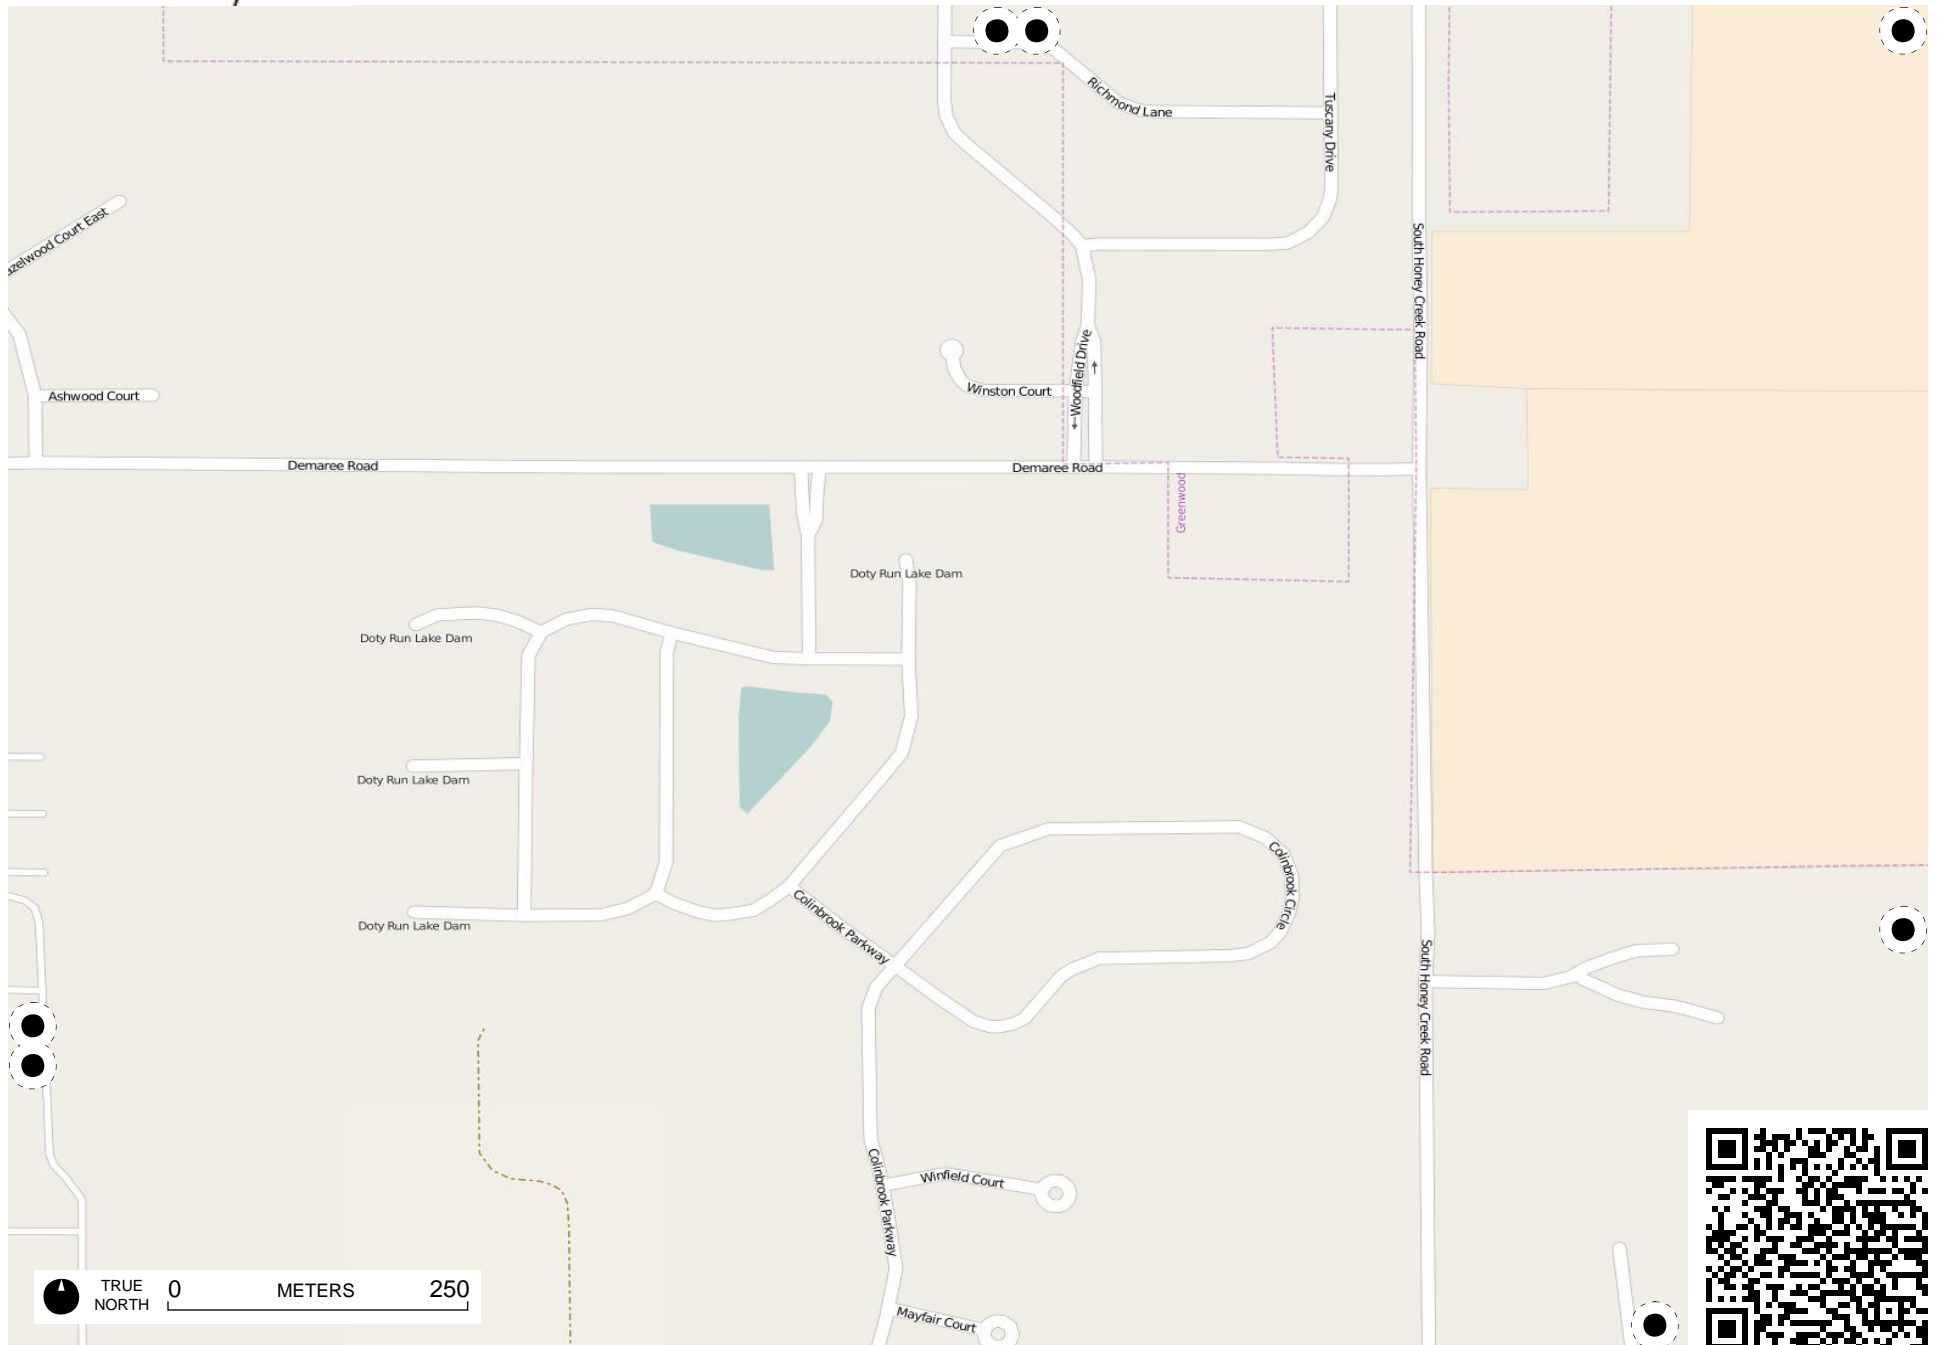 Richmond Lane
Tuscany Drive
zelwood Court East
South Honey Creek Road
Woodfield Drive
Ashwood Court
Winston Court
Demaree Road
Demaree Road
Greenwood
Doty Run Lake Dam
Doty Run Lake Dam
Doty Run Lake Dam
Colinbrook Circle
Colinbrook Parkway
Doty Run Lake Dam
South Honey Creek Road
Colinbrook Parkway
Winfield Court
TRUE
NORTH
0 METERS 250
Mayfair Court